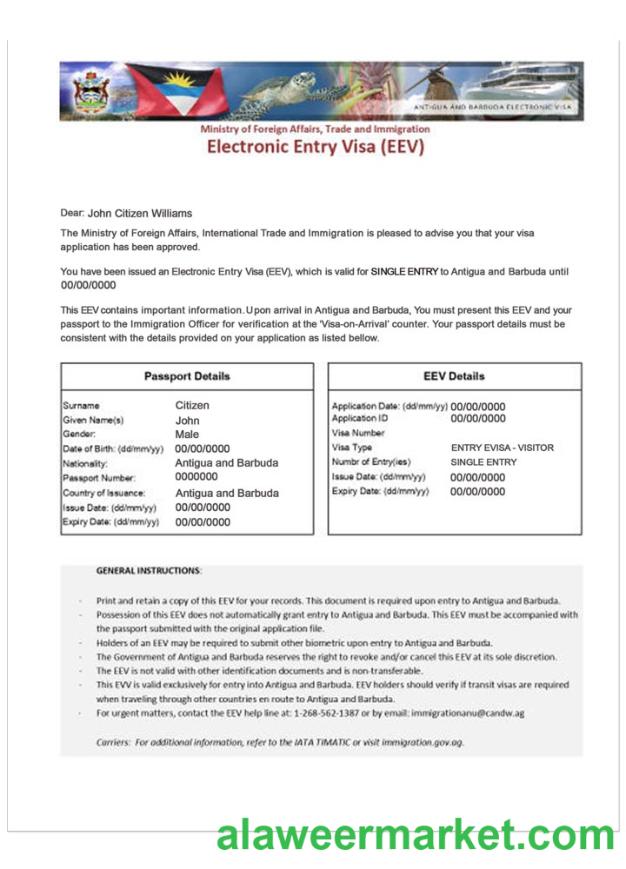 ANTIGUA AND BARBUDA ELECTRONIC VISA
Ministry of Foreign Affairs, Trade and Immigration
Electronic Entry Visa (EEV)
Dear: John Citizen Williams
The Ministry of Foreign Affairs, International Trade and Immigration is pleased to advise you that your visa
application has been approved.
You have been issued an Electronic Entry Visa (EEV), which is valid for SINGLE ENTRY to Antigua and Barbuda until
00/00/0000
This EEV contains important information. Upon arrival in Antigua and Barbuda, You must present this EEV and your
passport to the Immigration Officer for verification at the 'Visa-on-Arrival' counter. Your passport details must be
consistent with the details provided on your application as listed bellow.
Passport Details
Surname Citizen
Given Name(s) John
Gender: Male
Date of Birth: (dd/mm/yy) 00/00/0000
Nationality: Antigua and Barbuda
Passport Number: 0000000
Country of Issuance: Antigua and Barbuda
Issue Date: (dd/mm/yy) 00/00/0000
Expiry Date: (dd/mm/yy) 00/00/0000
EEV Details
Application Date: (dd/mm/yy) 00/00/0000
Application ID 00/00/0000
Visa Number
Visa Type ENTRY EVISA - VISITOR
Numbr of Entry(ies) SINGLE ENTRY
Issue Date: (dd/mm/yy) 00/00/0000
Expiry Date: (dd/mm/yy) 00/00/0000
GENERAL INSTRUCTIONS:
- Print and retain a copy of this EEV for your records. This document is required upon entry to Antigua and Barbuda.
- Possession of this EEV does not automatically grant entry to Antigua and Barbuda. This EEV must be accompanied with
the passport submitted with the original application file.
- Holders of an EEV may be required to submit other biometric upon entry to Antigua and Barbuda.
- The Government of Antigua and Barbuda reserves the right to revoke and/or cancel this EEV at its sole discretion.
- The EEV is not valid with other identification documents and is non-transferable.
- This EVV is valid exclusively for entry into Antigua and Barbuda. EEV holders should verify if transit visas are required
when traveling through other countries en route to Antigua and Barbuda.
- For urgent matters, contact the EEV help line at: 1-268-562-1387 or by email: immigrationanu@candw.ag
Carriers: For additional information, refer to the IATA TIMATIC or visit immigration.gov.ag.
alaweermarket.com